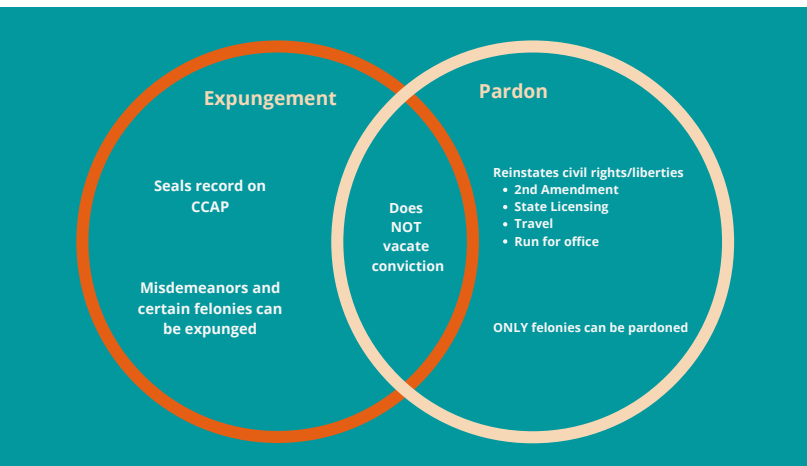 Expungement
Seals record on
CCAP
Misdemeanors and
certain felonies can
be expunged
Does
NOT
vacate
conviction
Pardon
Reinstates civil rights/liberties
• 2nd Amendment
• State Licensing
• Travel
• Run for office
ONLY felonies can be pardoned